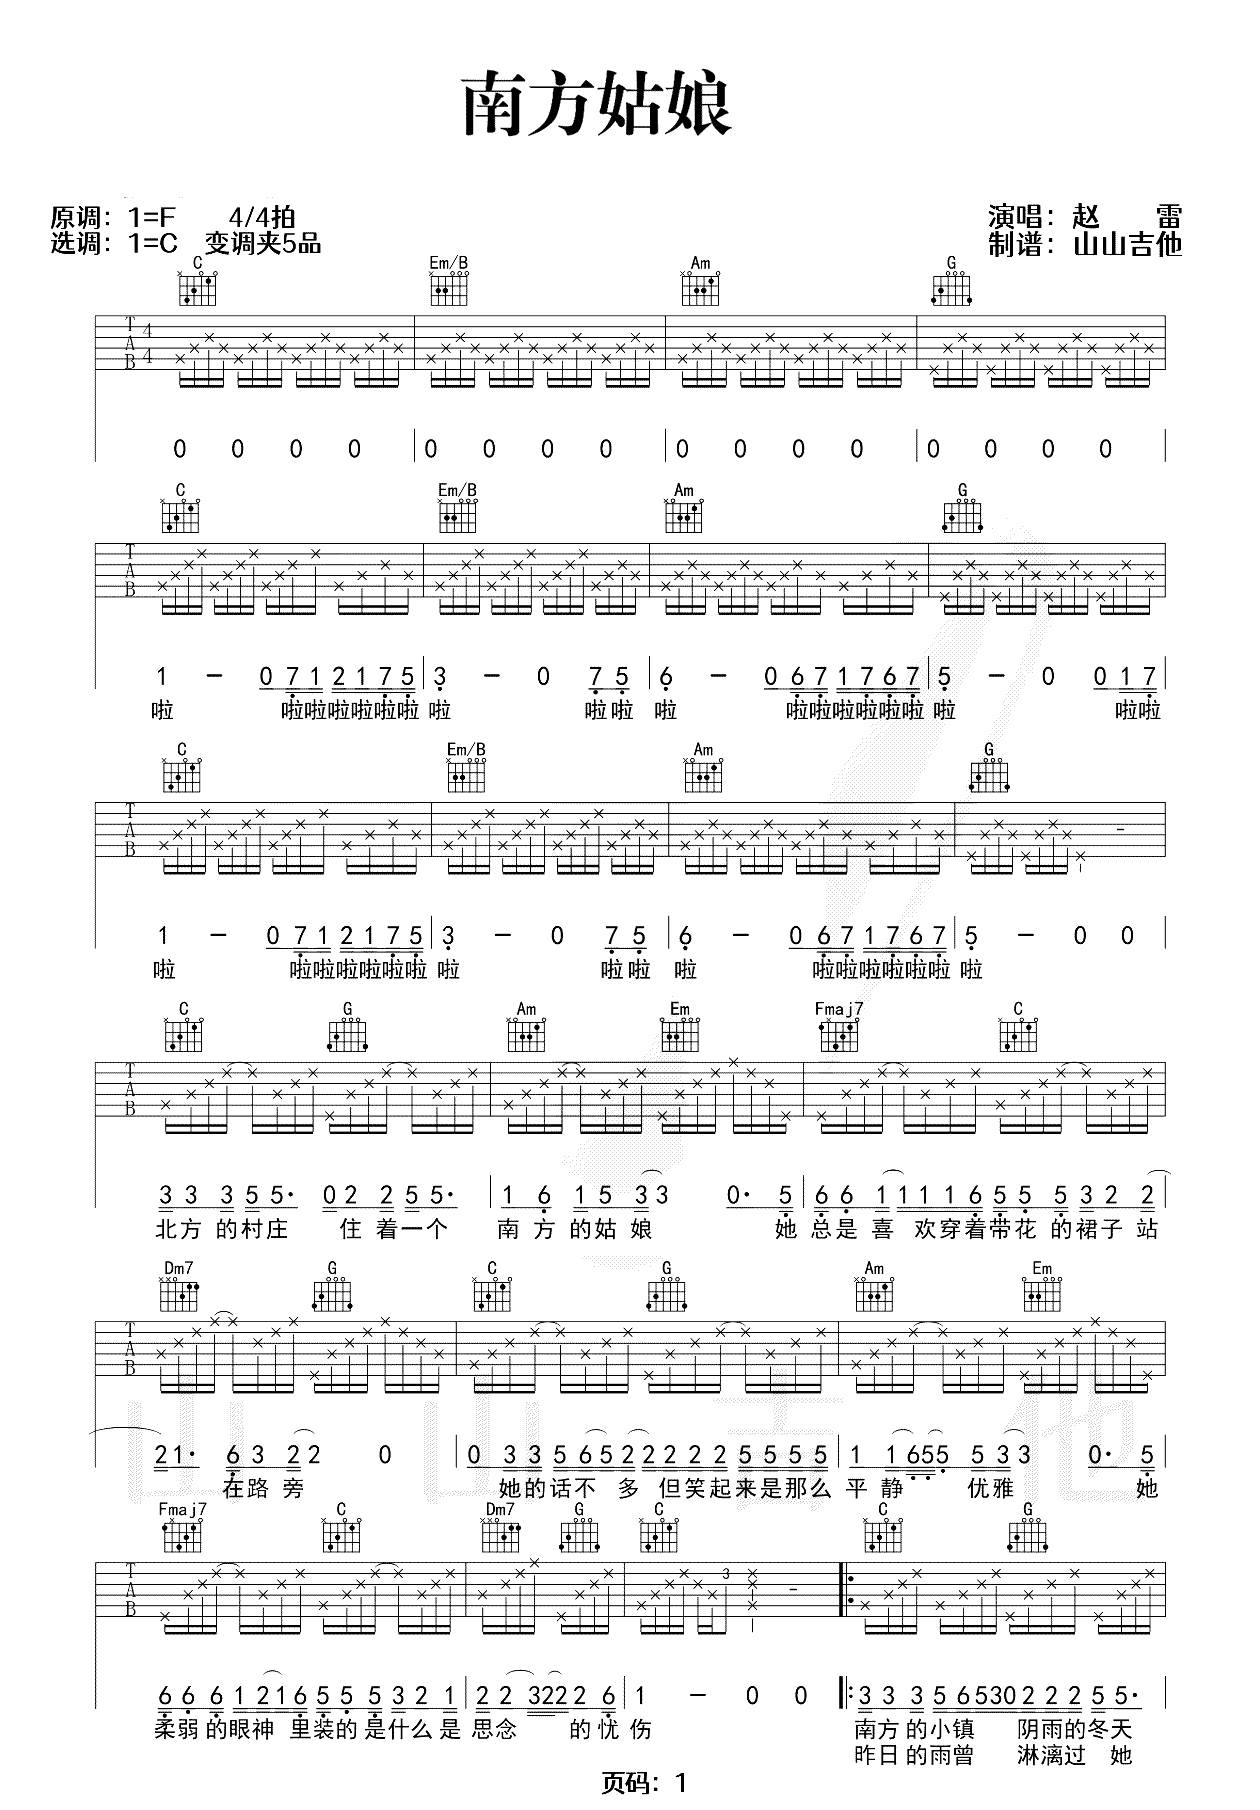 南方姑娘
原调：1=F 4/4拍
选调：1=C 变调夹5品
演唱：赵 雷
制谱：山山吉他
C Em/B Am G
T A B 4 4
0 0 0 0 0 0 0 0 0 0 0 0 0 0 0 0
C Em/B Am G
T A B
1 － 0 7 1 2 1 7 5 3 － 0 7 5 6 － 0 6 7 1 7 6 7 5 － 0 0 1 7
啦 啦啦啦啦啦啦 啦 啦啦 啦 啦啦啦啦啦啦 啦 啦啦
C Em/B Am G
T A B
1 － 0 7 1 2 1 7 5 3 － 0 7 5 6 － 0 6 7 1 7 6 7 5 － 0 0
啦 啦啦啦啦啦啦 啦 啦啦 啦 啦啦啦啦啦啦 啦
C G Am Em Fmaj7 C
T A B
3 3 3 5 5· 0 2 2 5 5· 1 6 1 5 3 3 0· 5 6 6 1 1 1 1 6 5 5 5 3 2 2
北方的村庄 住着一个 南方的姑娘 她总是喜 欢穿着带花的裙子站
Dm7 G C G Am Em
T A B
2 1· 6 3 2 2 0 0 3 3 5 6 5 2 2 2 2 2 5 5 5 5 1 1 6 5 5 5 3 3 0· 5
在路旁 她的话不多 但笑起来是那么平静 优雅 她
Fmaj7 C Dm7 G C C G
T A B 3
6 6 6 1 2 1 6 5 5 5 3 2 1 2 2 3 2 2 2 6 1 － 0 0 3 3 3 5 6 5 3 0 2 2 2 5 5·
柔弱的眼神里装的是什么是 思念 的忧伤 南方的小镇 阴雨的冬天
昨日的雨曾 淋漓过 她
页码：1
山山吉他